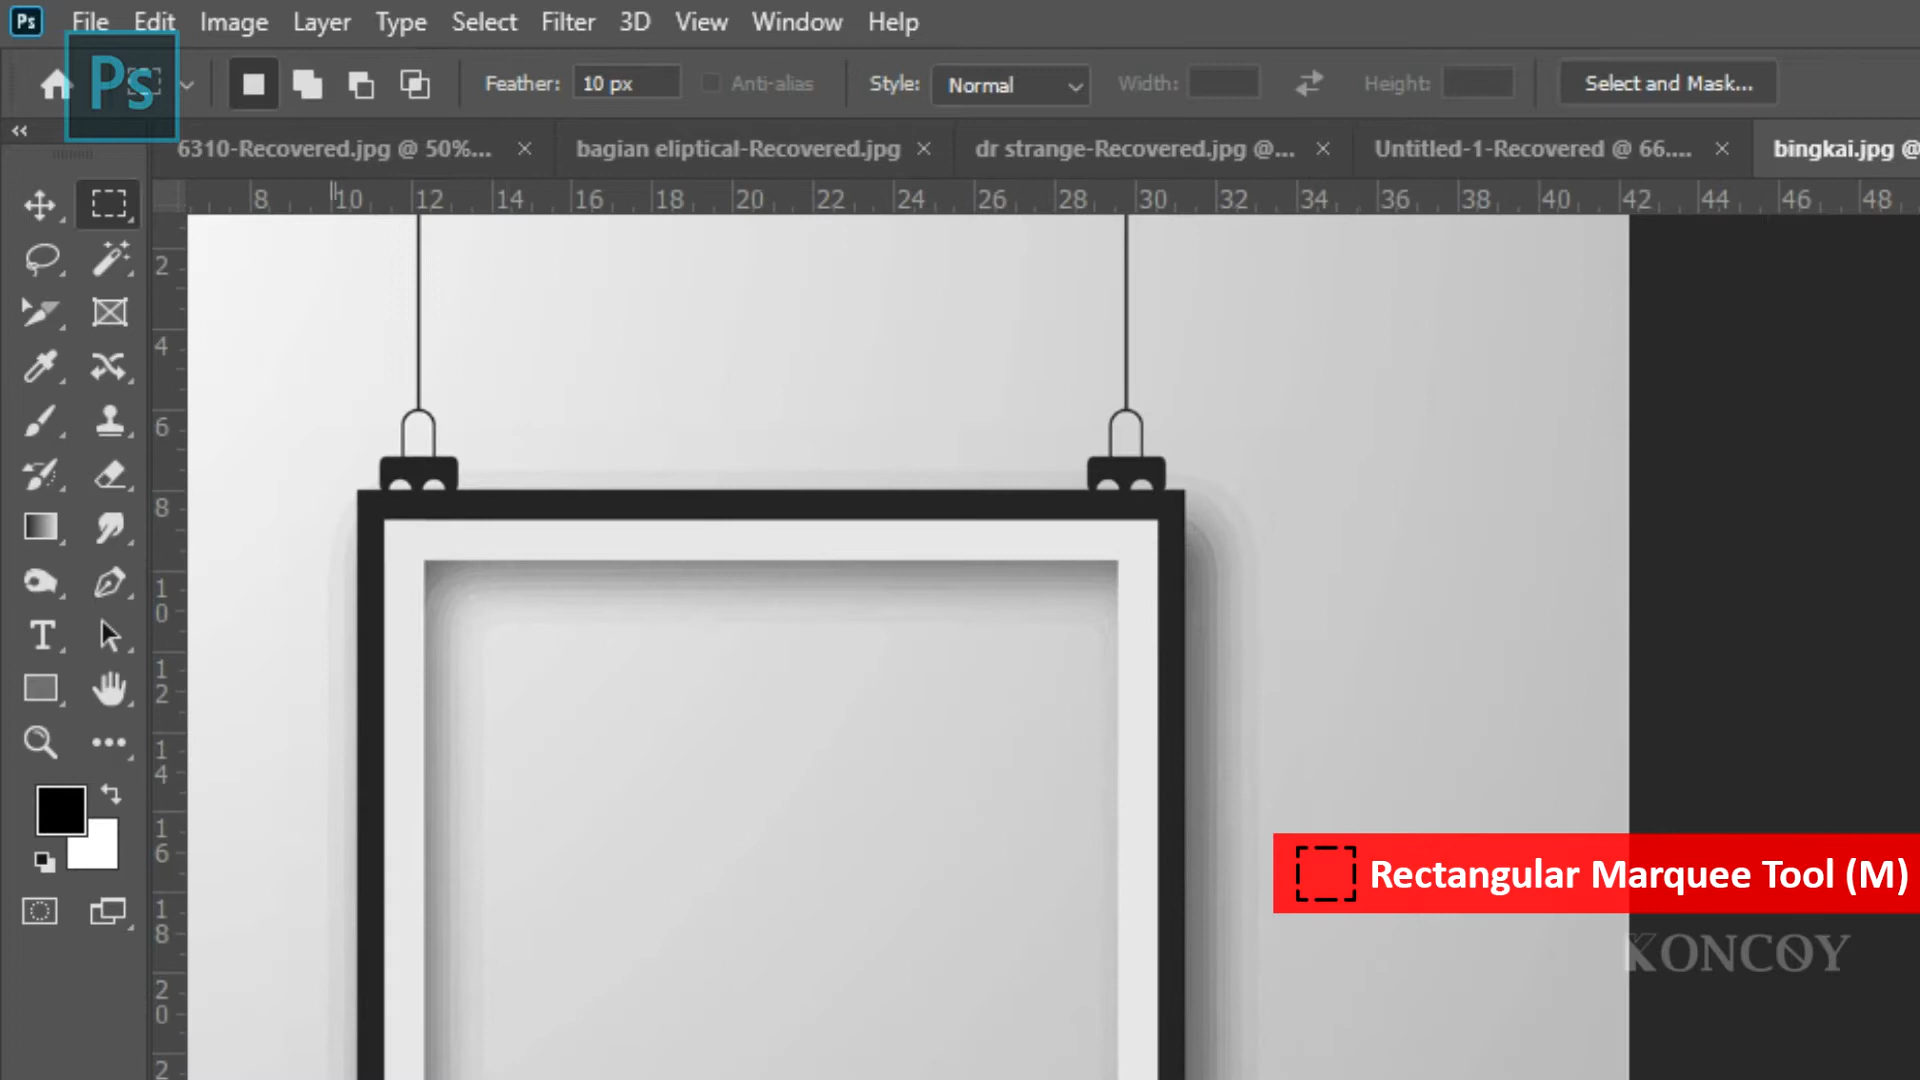 Ps File Edit Image Layer Type Select Filter 3D View Window Help
Ps Feather: 10 px Anti-alias Style: Normal Width: Height: Select and Mask...
6310-Recovered.jpg @ 50%... × bagian eliptical-Recovered.jpg × dr strange-Recovered.jpg @... × Untitled-1-Recovered @ 66.... × bingkai.jpg @
8 10 12 14 16 18 20 22 24 26 28 30 32 34 36 38 40 42 44 46 48
2
4
6
8
10
12
14
16
18
20
2
T
Rectangular Marquee Tool (M)
KONCOY